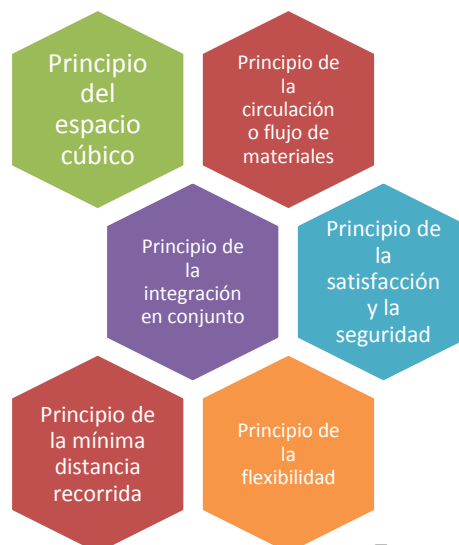 Principio
del
espacio
cúbico
Principio de
la
circulación
o flujo de
materiales
Principio de
la
integración
en conjunto
Principio de
la
satisfacción
y la
seguridad
Principio de
la mínima
distancia
recorrida
Principio de
la
flexibilidad